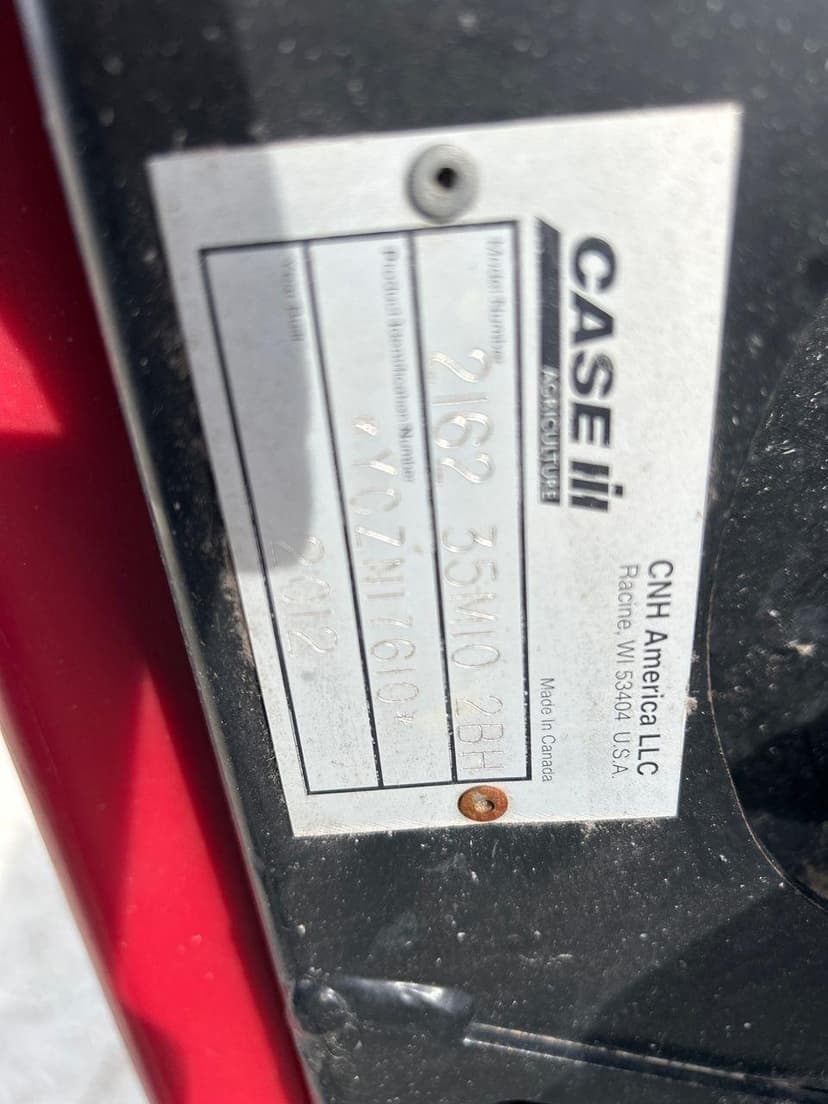 CASE IH
AGRICULTURE
CNH America LLC
Racine, WI 53404 U.S.A.
Made In Canada
Model Number
2162 35M10 2BH
Product Identification Number
*YCZN17610*
Year Built
2012